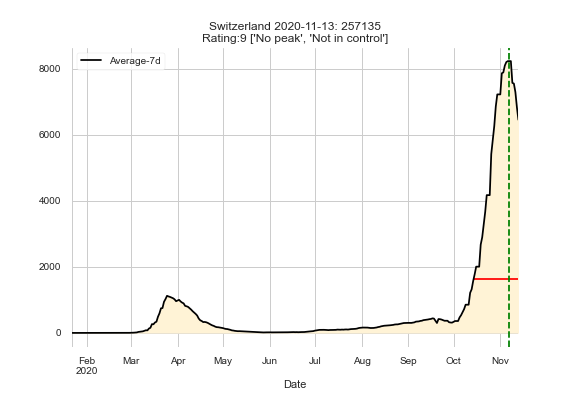 Switzerland 2020-11-13: 257135
Rating:9 ['No peak', 'Not in control']
Average-7d
8000
6000
4000
2000
0
Feb Mar Apr May Jun Jul Aug Sep Oct Nov
2020
Date